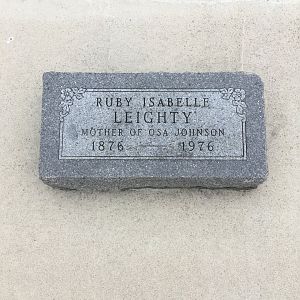 RUBY ISABELLE
LEIGHTY
MOTHER OF OSA JOHNSON
1876 — 1976